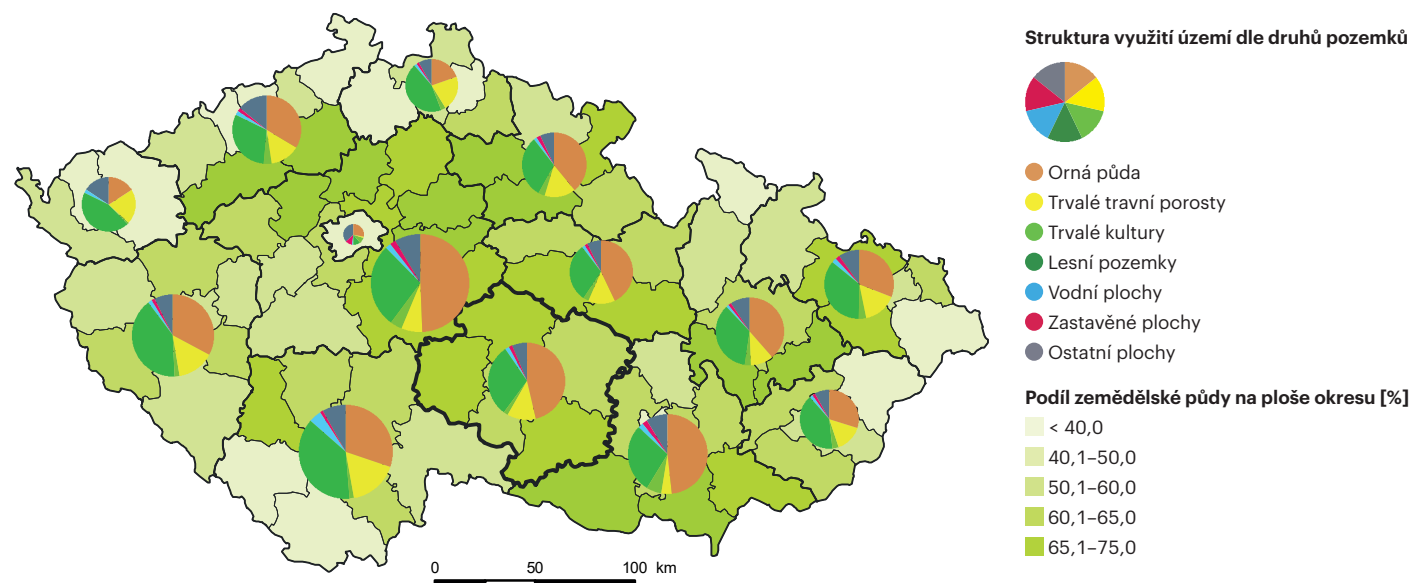 Struktura využití území dle druhů pozemků
Orná půda
Trvalé travní porosty
Trvalé kultury
Lesní pozemky
Vodní plochy
Zastavěné plochy
Ostatní plochy
Podíl zemědělské půdy na ploše okresu [%]
< 40,0
40,1–50,0
50,1–60,0
60,1–65,0
65,1–75,0
0 50 100 km